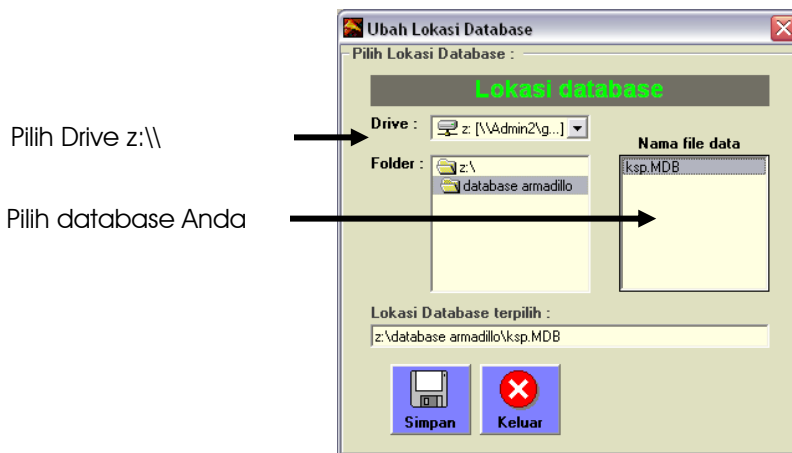 Ubah Lokasi Database
Pilih Lokasi Database :
Lokasi database
Pilih Drive z:\\
Drive :
z: [\\Admin2\g...]
Nama file data
Folder :
z:\
database armadillo
ksp.MDB
Pilih database Anda
Lokasi Database terpilih :
z:\database armadillo\ksp.MDB
Simpan
Keluar